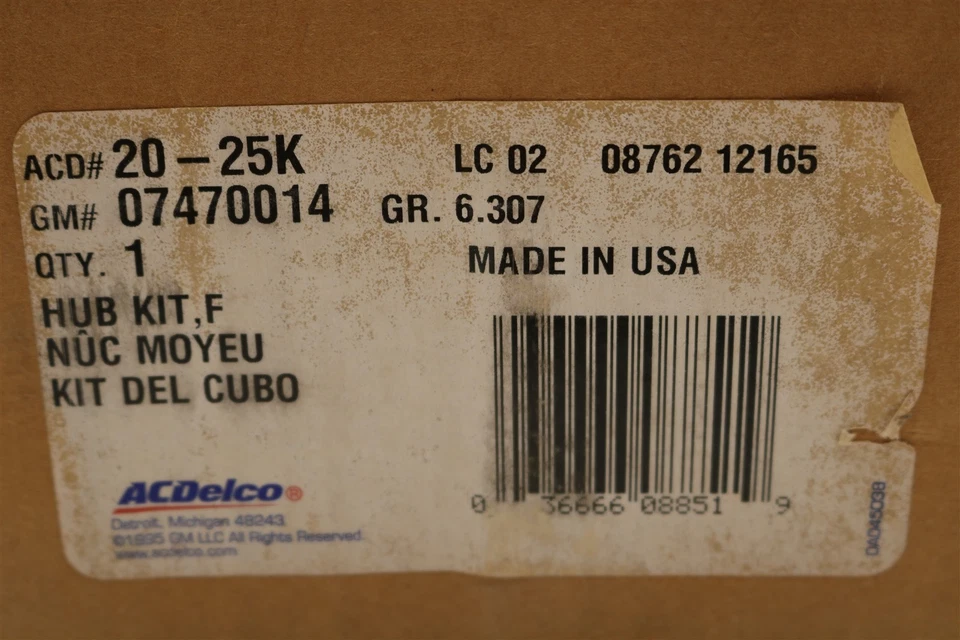 ACD# 20-25K LC 02 08762 12165
GM# 07470014 GR. 6.307
QTY. 1 MADE IN USA
HUB KIT,F
NÛC MOYEU
KIT DEL CUBO
0 36666 08851 9
ACDelco®
Detroit, Michigan 48243
©1995 GM LLC All Rights Reserved.
www.acdelco.com
DAD45038